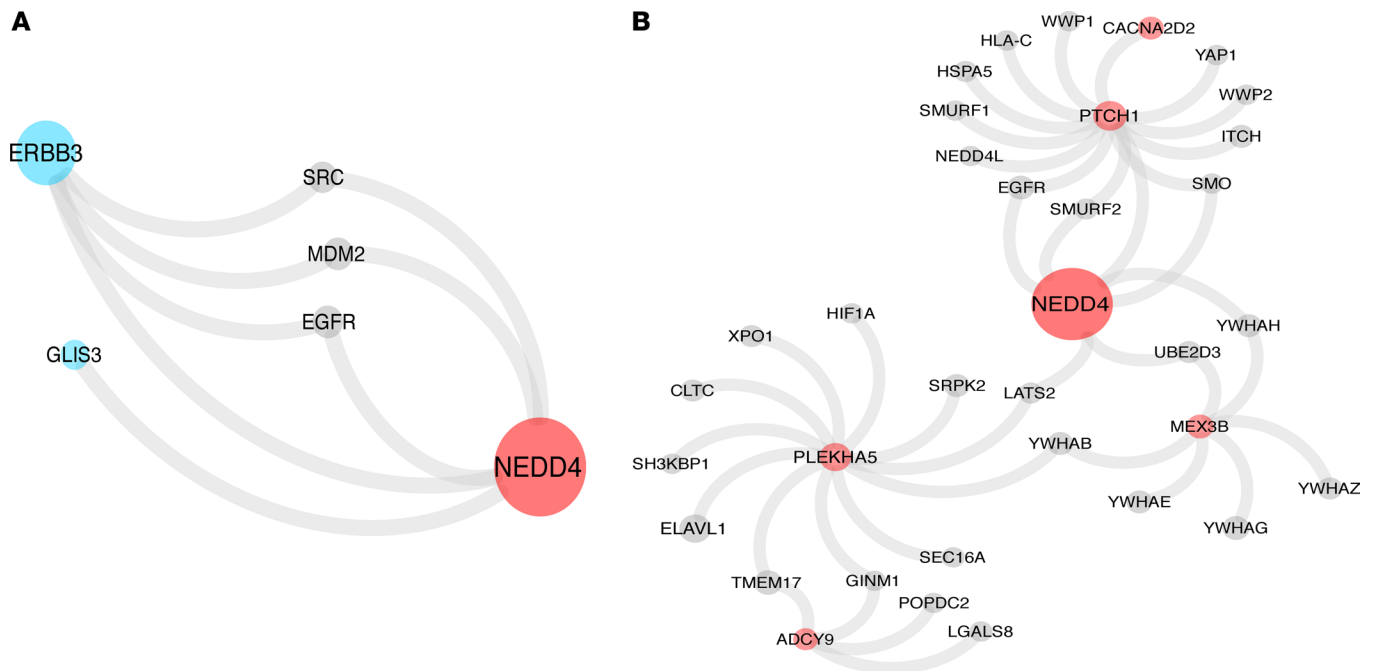 A
ERBB3
SRC
MDM2
EGFR
GLIS3
NEDD4
B
WWP1
CACNA2D2
HLA-C
YAP1
HSPA5
WWP2
SMURF1
PTCH1
ITCH
NEDD4L
EGFR
SMO
SMURF2
NEDD4
HIF1A
XPO1
YWHAH
UBE2D3
CLTC
SRPK2
LATS2
MEX3B
YWHAB
PLEKHA5
SH3KBP1
YWHAZ
YWHAE
ELAVL1
YWHAG
SEC16A
TMEM17
GINM1
POPDC2
LGALS8
ADCY9